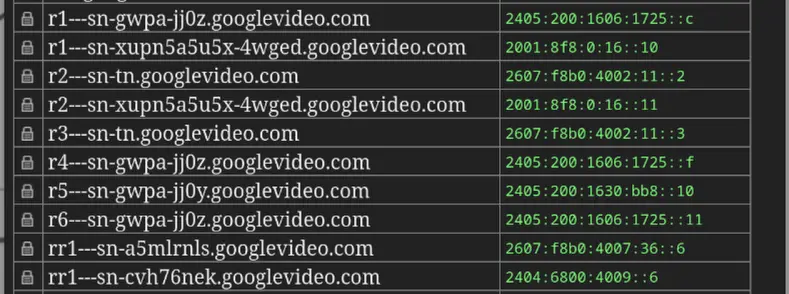 r1---sn-gwpa-jj0z.googlevideo.com 2405:200:1606:1725::c
r1---sn-xupn5a5u5x-4wged.googlevideo.com 2001:8f8:0:16::10
r2---sn-tn.googlevideo.com 2607:f8b0:4002:11::2
r2---sn-xupn5a5u5x-4wged.googlevideo.com 2001:8f8:0:16::11
r3---sn-tn.googlevideo.com 2607:f8b0:4002:11::3
r4---sn-gwpa-jj0z.googlevideo.com 2405:200:1606:1725::f
r5---sn-gwpa-jj0y.googlevideo.com 2405:200:1630:bb8::10
r6---sn-gwpa-jj0z.googlevideo.com 2405:200:1606:1725::11
rr1---sn-a5mlrnls.googlevideo.com 2607:f8b0:4007:36::6
rr1---sn-cvh76nek.googlevideo.com 2404:6800:4009::6